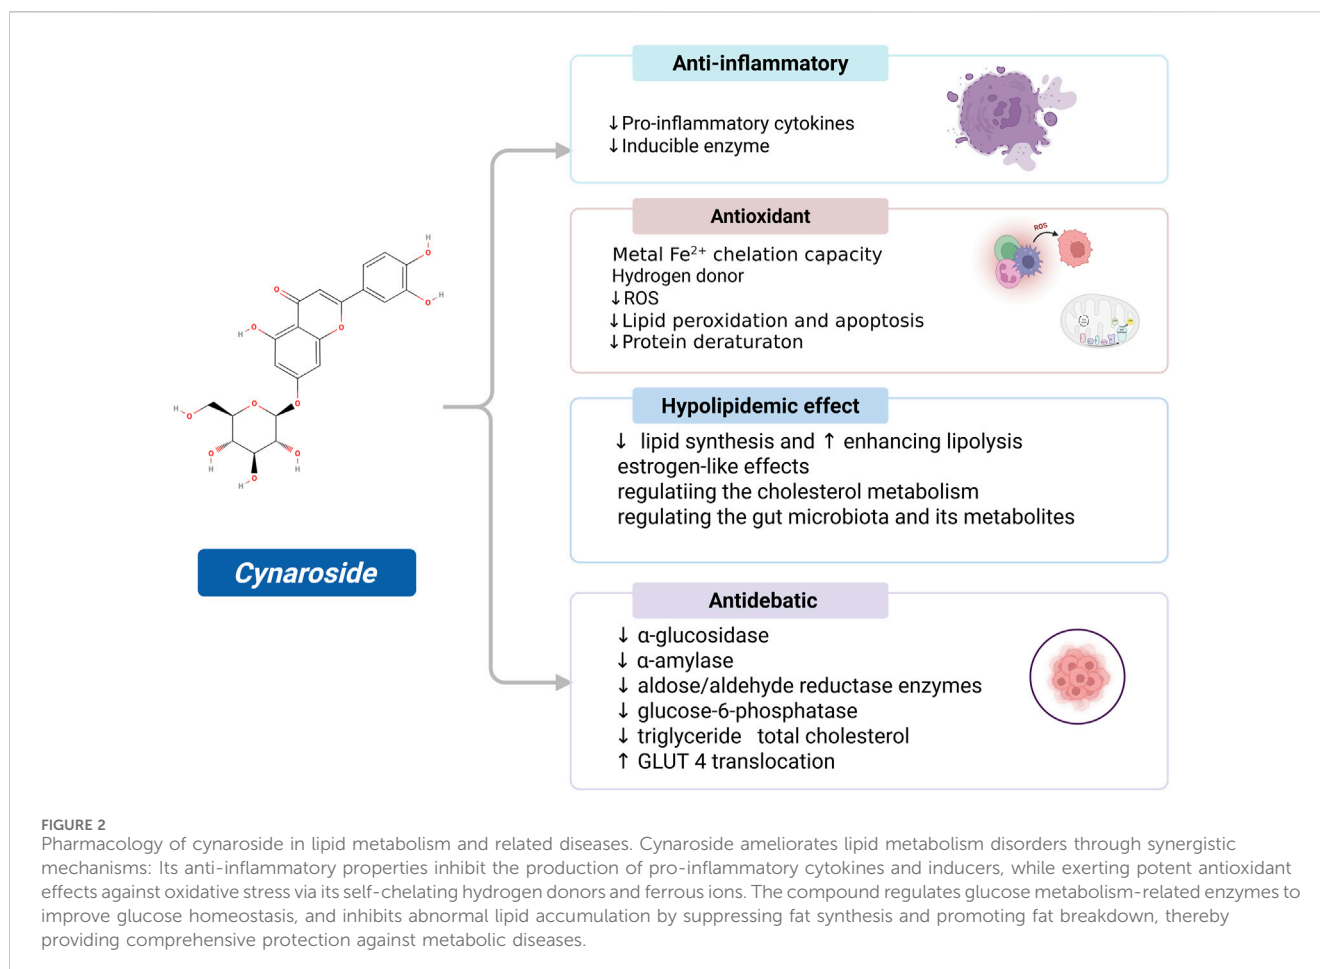 Anti-inflammatory
↓Pro-inflammatory cytokines
↓Inducible enzyme
Antioxidant
Metal Fe²⁺ chelation capacity
Hydrogen donor
↓ROS
↓Lipid peroxidation and apoptosis
↓Protein deraturaton
ROS
H
O
O H
O
O
H O
O
O
H O
O
H
O
H
H O
Cynaroside
Hypolipidemic effect
↓ lipid synthesis and ↑ enhancing lipolysis
estrogen-like effects
regulatiing the cholesterol metabolism
regulating the gut microbiota and its metabolites
Antidebatic
↓ α-glucosidase
↓ α-amylase
↓ aldose/aldehyde reductase enzymes
↓ glucose-6-phosphatase
↓ triglyceride total cholesterol
↑ GLUT 4 translocation
FIGURE 2
Pharmacology of cynaroside in lipid metabolism and related diseases. Cynaroside ameliorates lipid metabolism disorders through synergistic
mechanisms: Its anti-inflammatory properties inhibit the production of pro-inflammatory cytokines and inducers, while exerting potent antioxidant
effects against oxidative stress via its self-chelating hydrogen donors and ferrous ions. The compound regulates glucose metabolism-related enzymes to
improve glucose homeostasis, and inhibits abnormal lipid accumulation by suppressing fat synthesis and promoting fat breakdown, thereby
providing comprehensive protection against metabolic diseases.